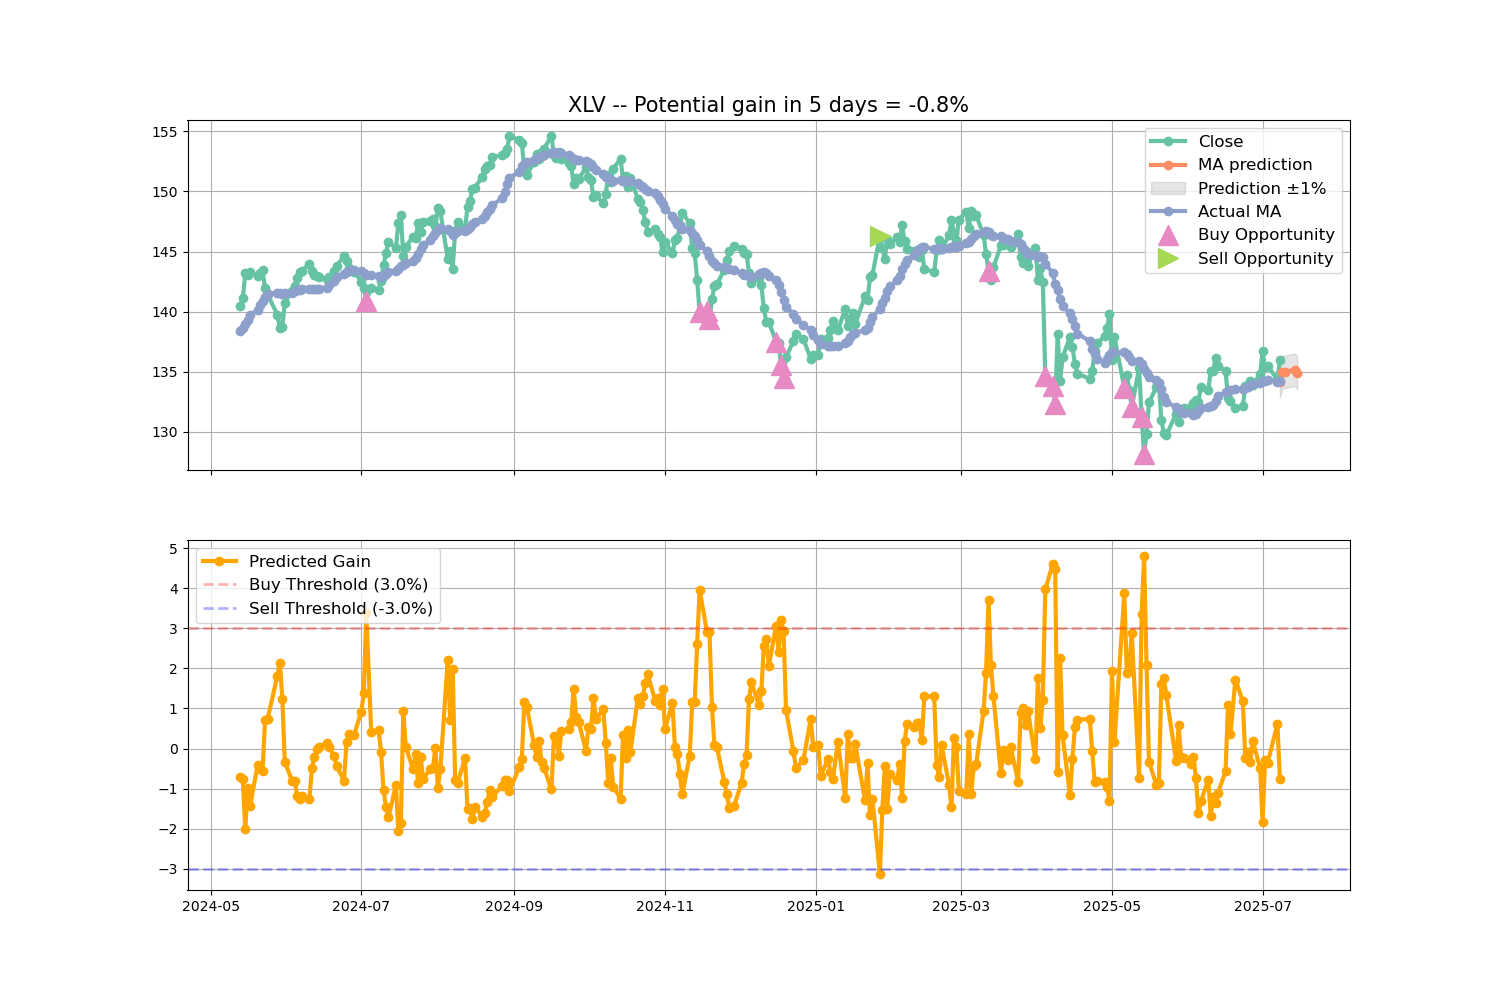 XLV -- Potential gain in 5 days = -0.8%
155
150
145
140
135
130
Close
MA prediction
Prediction ±1%
Actual MA
Buy Opportunity
Sell Opportunity
5
4
3
2
1
0
−1
−2
−3
Predicted Gain
Buy Threshold (3.0%)
Sell Threshold (-3.0%)
2024-05
2024-07
2024-09
2024-11
2025-01
2025-03
2025-05
2025-07